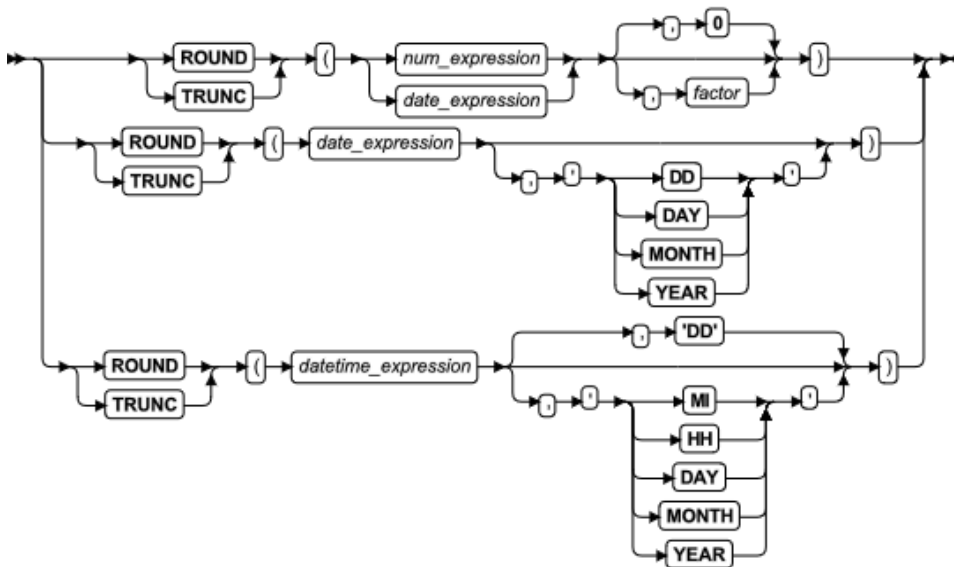 , 0
ROUND ( num_expression )
TRUNC date_expression , factor
ROUND ( date_expression )
TRUNC , ' DD '
DAY
MONTH
YEAR
, 'DD'
ROUND ( datetime_expression )
TRUNC , ' MI '
HH
DAY
MONTH
YEAR